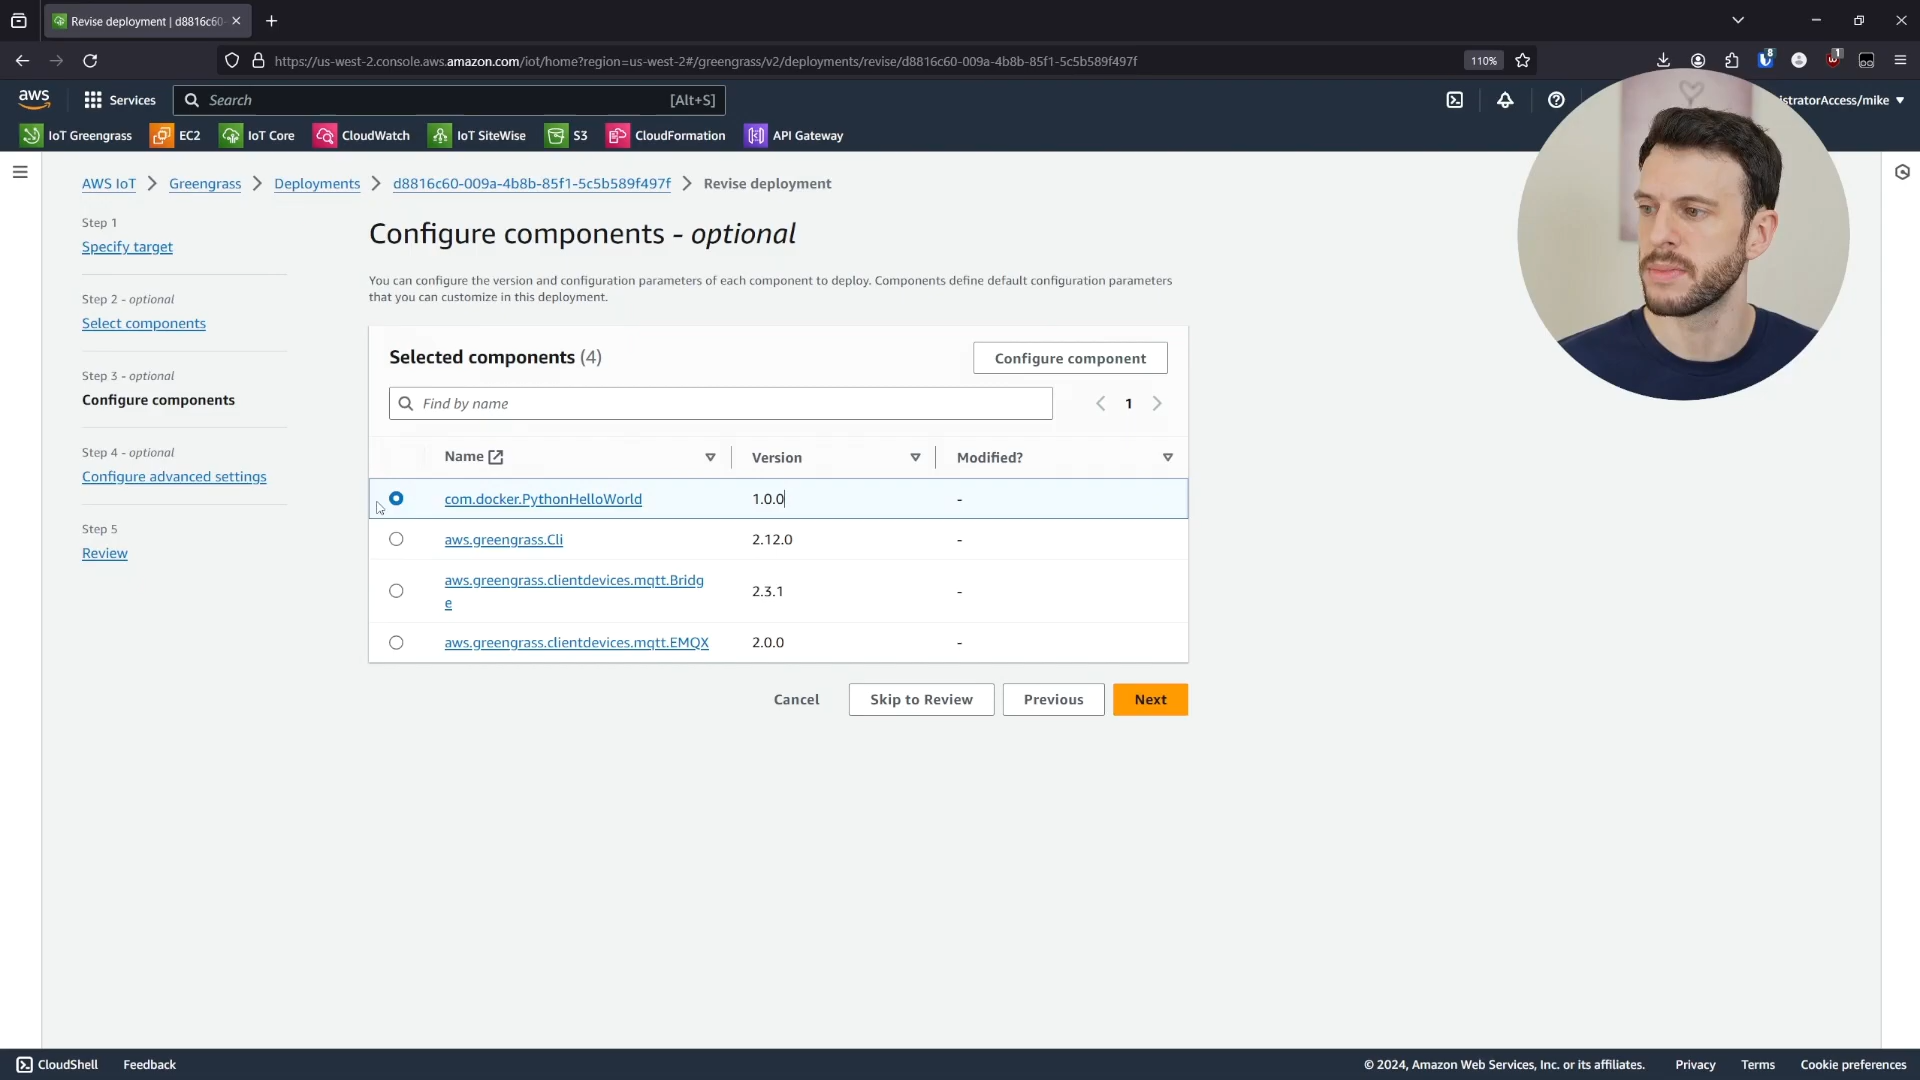 Revise deployment | d8816c60-
https://us-west-2.console.aws.amazon.com/iot/home?region=us-west-2#/greengrass/v2/deployments/revise/d8816c60-009a-4b8b-85f1-5c5b589f497f
110%
8
1
aws
Services
Search
[Alt+S]
istratorAccess/mike
IoT Greengrass
EC2
IoT Core
CloudWatch
IoT SiteWise
S3
CloudFormation
API Gateway
AWS IoT
Greengrass
Deployments
d8816c60-009a-4b8b-85f1-5c5b589f497f
Revise deployment
Step 1
Specify target
Step 2 - optional
Select components
Step 3 - optional
Configure components
Step 4 - optional
Configure advanced settings
Step 5
Review
Configure components - optional
You can configure the version and configuration parameters of each component to deploy. Components define default configuration parameters
that you can customize in this deployment.
Selected components (4)
Configure component
Find by name
1
Name
Version
Modified?
com.docker.PythonHelloWorld
1.0.0
-
aws.greengrass.Cli
2.12.0
-
aws.greengrass.clientdevices.mqtt.Bridg
e
2.3.1
-
aws.greengrass.clientdevices.mqtt.EMQX
2.0.0
-
Cancel
Skip to Review
Previous
Next
CloudShell
Feedback
© 2024, Amazon Web Services, Inc. or its affiliates.
Privacy
Terms
Cookie preferences